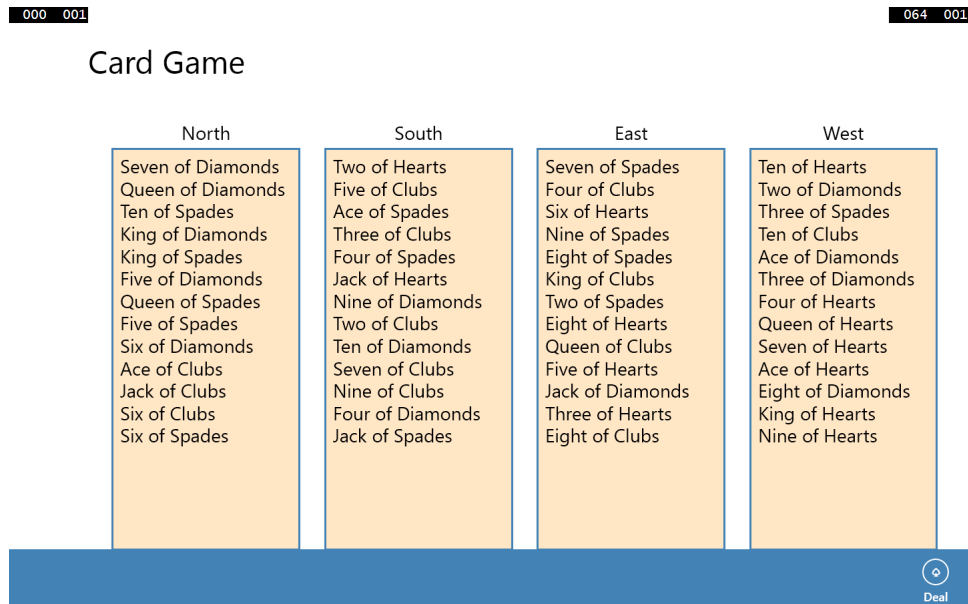 000 001
064 001
Card Game
North
Seven of Diamonds
Queen of Diamonds
Ten of Spades
King of Diamonds
King of Spades
Five of Diamonds
Queen of Spades
Five of Spades
Six of Diamonds
Ace of Clubs
Jack of Clubs
Six of Clubs
Six of Spades
South
Two of Hearts
Five of Clubs
Ace of Spades
Three of Clubs
Four of Spades
Jack of Hearts
Nine of Diamonds
Two of Clubs
Ten of Diamonds
Seven of Clubs
Nine of Clubs
Four of Diamonds
Jack of Spades
East
Seven of Spades
Four of Clubs
Six of Hearts
Nine of Spades
Eight of Spades
King of Clubs
Two of Spades
Eight of Hearts
Queen of Clubs
Five of Hearts
Jack of Diamonds
Three of Hearts
Eight of Clubs
West
Ten of Hearts
Two of Diamonds
Three of Spades
Ten of Clubs
Ace of Diamonds
Three of Diamonds
Four of Hearts
Queen of Hearts
Seven of Hearts
Ace of Hearts
Eight of Diamonds
King of Hearts
Nine of Hearts
Deal